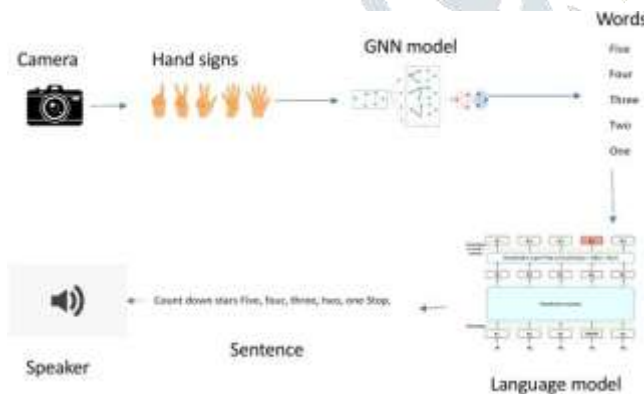 Camera
Hand signs
GNN model
Words
Five
Four
Three
Two
One
Count down stars Five, four, three, two, one Stop.
Speaker
Sentence
Language model